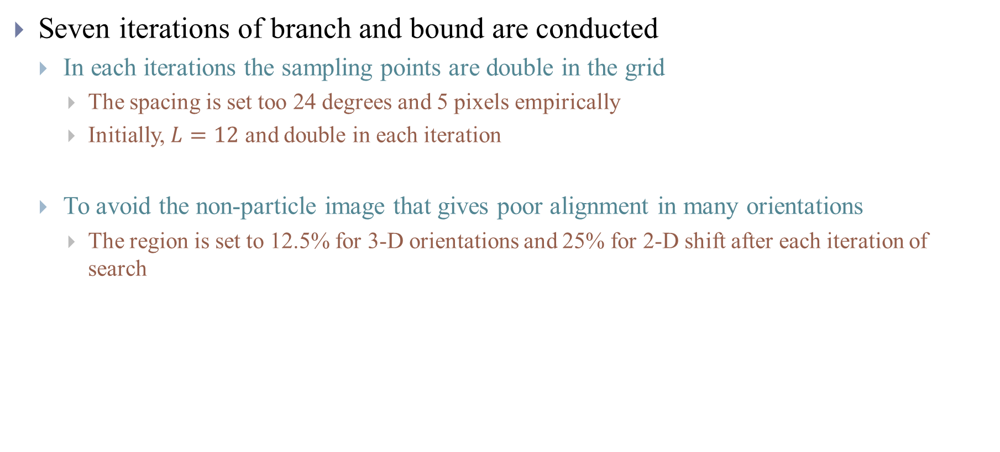 Seven iterations of branch and bound are conducted
In each iterations the sampling points are double in the grid
The spacing is set too 24 degrees and 5 pixels empirically
Initially, L = 12 and double in each iteration
To avoid the non-particle image that gives poor alignment in many orientations
The region is set to 12.5% for 3-D orientations and 25% for 2-D shift after each iteration of
search